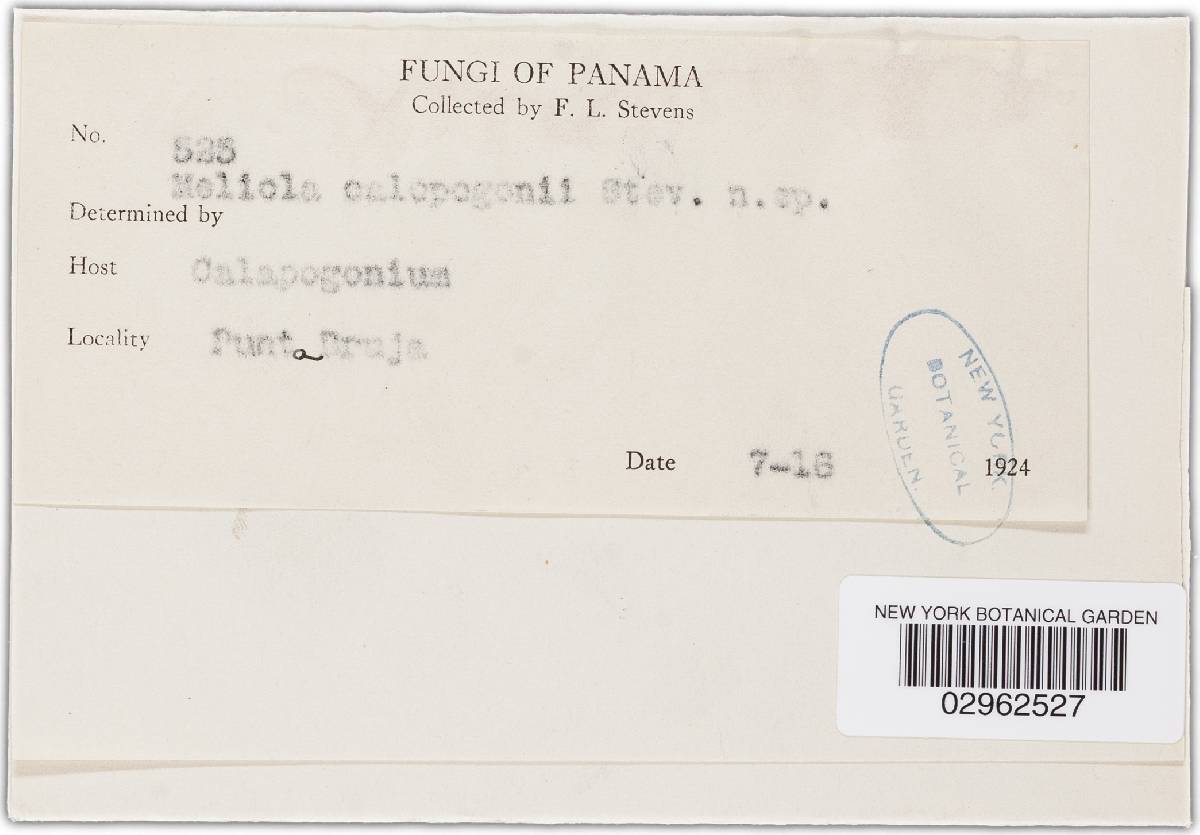 FUNGI OF PANAMA
Collected by F. L. Stevens
No. 525
Meliola calopogonii Stev. n.sp.
Determined by
Host Calapogonium
Locality Punta Bruja
Date 7-16 1924
NEW YORK
BOTANICAL
GARDEN.
NEW YORK BOTANICAL GARDEN
02962527